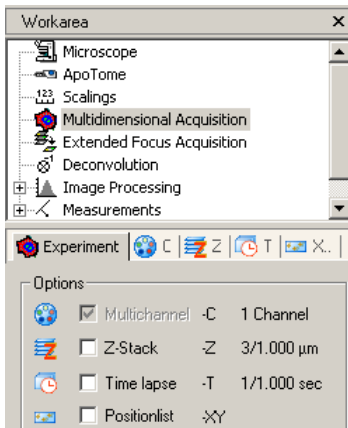 Workarea
Microscope
ApoTome
123 Scalings
Multidimensional Acquisition
Extended Focus Acquisition
Deconvolution
Image Processing
Measurements
Experiment C Z T X..
Options
Multichannel -C 1 Channel
Z-Stack -Z 3/1.000 µm
Time lapse -T 1/1.000 sec
Positionlist -XY